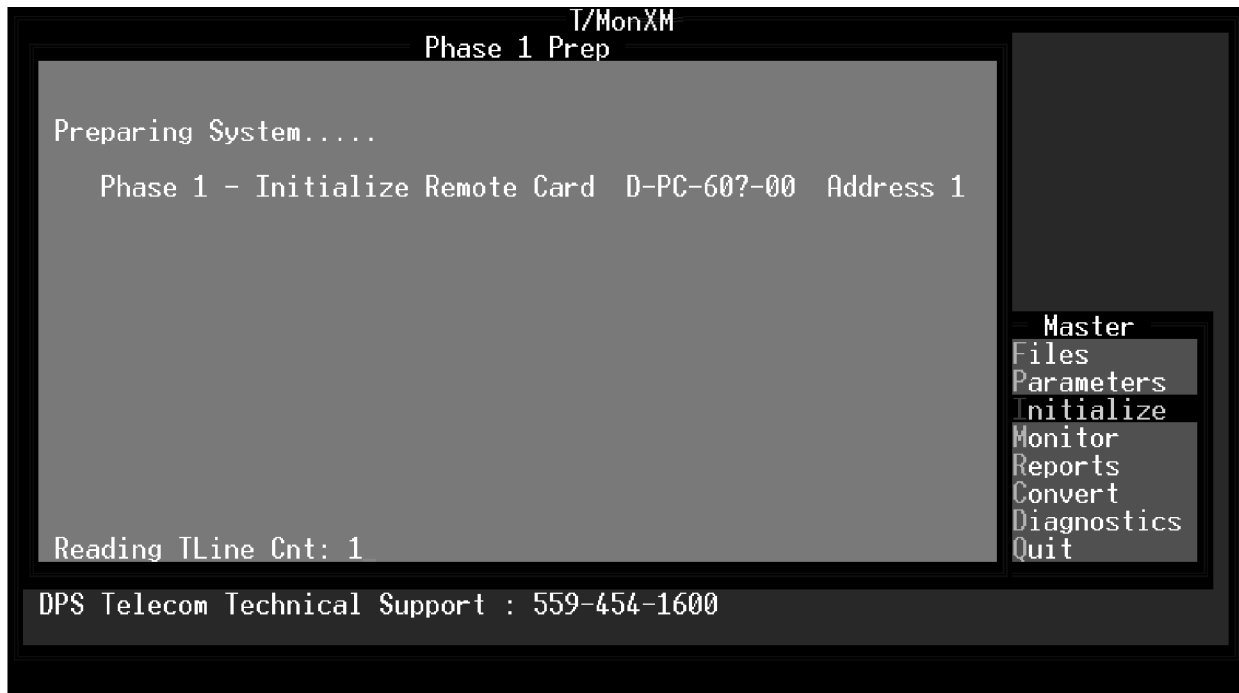 T/MonXM
Phase 1 Prep
Preparing System.....
Phase 1 - Initialize Remote Card D-PC-60?-00 Address 1
Reading TLine Cnt: 1
Master
Files
Parameters
Initialize
Monitor
Reports
Convert
Diagnostics
Quit
DPS Telecom Technical Support : 559-454-1600